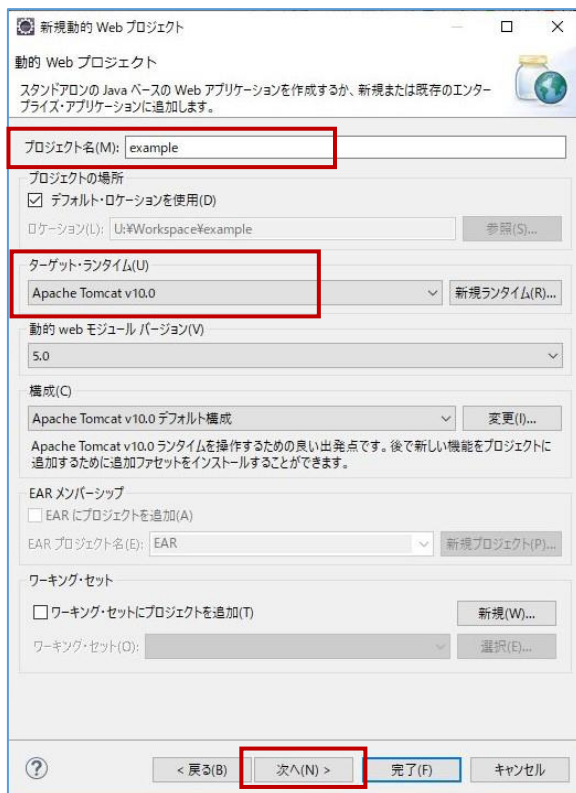 新規動的 Web プロジェクト
動的 Web プロジェクト
スタンドアロンの Java ベースの Web アプリケーションを作成するか、新規または既存のエンター
プライズ・アプリケーションに追加します。
プロジェクト名(M): example
プロジェクトの場所
デフォルト・ロケーションを使用(D)
ロケーション(L): U:¥Workspace¥example 参照(S)...
ターゲット・ランタイム(U)
Apache Tomcat v10.0 新規ランタイム(R)...
動的 web モジュール バージョン(V)
5.0
構成(C)
Apache Tomcat v10.0 デフォルト構成 変更(I)...
Apache Tomcat v10.0 ランタイムを操作するための良い出発点です。後で新しい機能をプロジェクトに
追加するために追加ファセットをインストールすることができます。
EAR メンバーシップ
EAR にプロジェクトを追加(A)
EAR プロジェクト名(E): EAR 新規プロジェクト(P)...
ワーキング・セット
ワーキング・セットにプロジェクトを追加(T) 新規(W)...
ワーキング・セット(O): 選択(E)...
? < 戻る(B) 次へ(N) > 完了(F) キャンセル